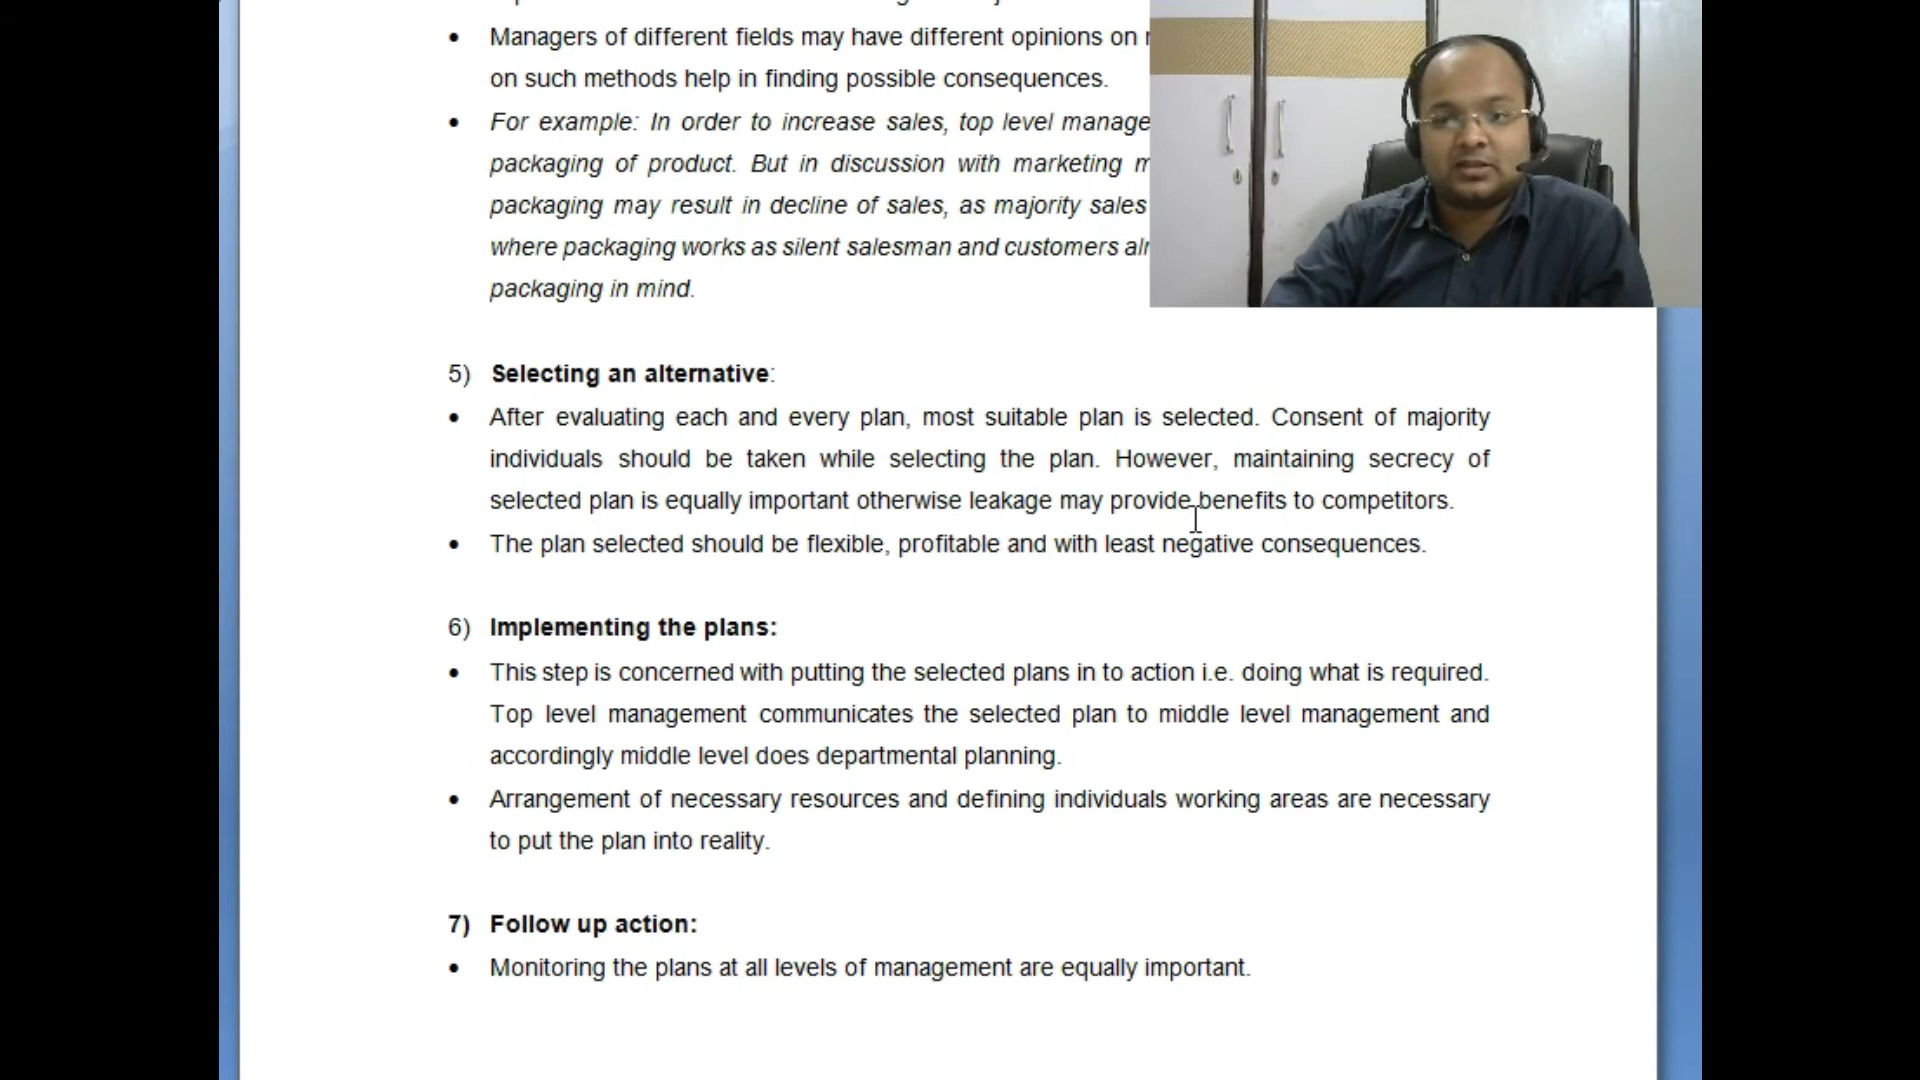 • Managers of different fields may have different opinions on
on such methods help in finding possible consequences.
• For example: In order to increase sales, top level
packaging of product. But in discussion with marketing
packaging may result in decline of sales, as majority sales
where packaging works as silent salesman and customers
packaging in mind.
5) Selecting an alternative:
• After evaluating each and every plan, most suitable plan is selected. Consent of majority
individuals should be taken while selecting the plan. However, maintaining secrecy of
selected plan is equally important otherwise leakage may provide benefits to competitors.
• The plan selected should be flexible, profitable and with least negative consequences.
6) Implementing the plans:
• This step is concerned with putting the selected plans in to action i.e. doing what is required.
Top level management communicates the selected plan to middle level management and
accordingly middle level does departmental planning.
• Arrangement of necessary resources and defining individuals working areas are necessary
to put the plan into reality.
7) Follow up action:
• Monitoring the plans at all levels of management are equally important.